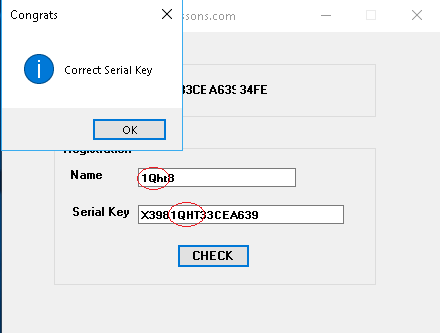 Congrats
ssons.com
Correct Serial Key
33CEA639 34FE
OK
Registration
Name 1Qht8
Serial Key X3981QHT33CEA639
CHECK